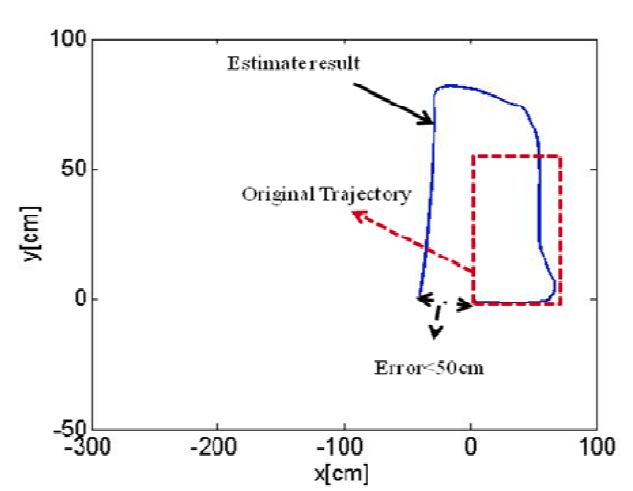 100
Estimate result
50
Original Trajectory
y[cm]
0
Error<50cm
-50
-300 -200 -100 0 100
x[cm]